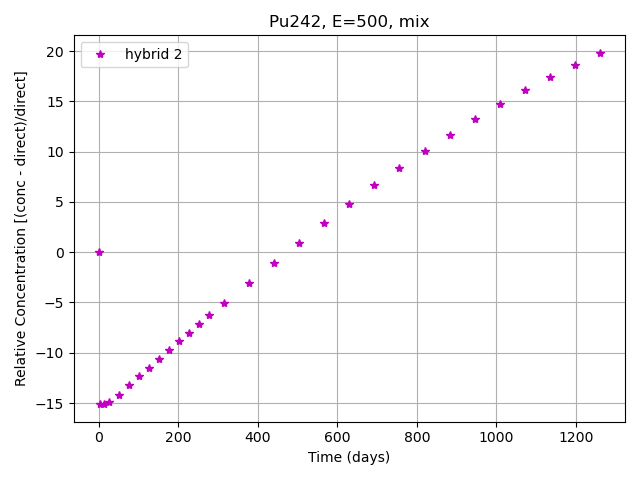 Pu242, E=500, mix
hybrid 2
Relative Concentration [(conc - direct)/direct]
20
15
10
5
0
−5
−10
−15
0 200 400 600 800 1000 1200
Time (days)